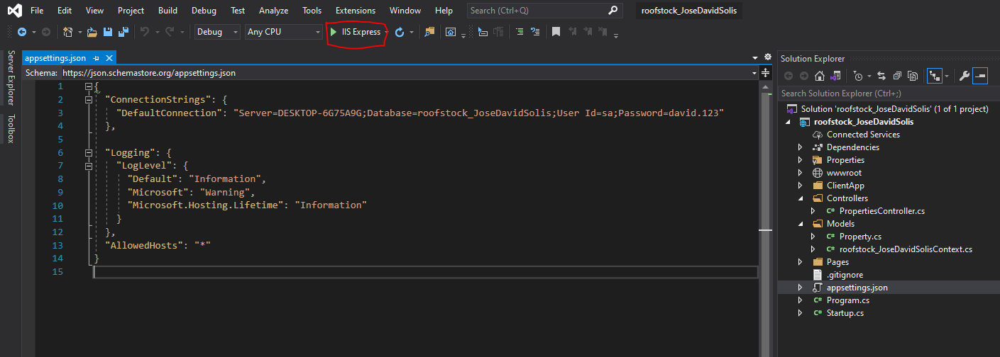 File Edit View Project Build Debug Test Analyze Tools Extensions Window Help Search (Ctrl+Q) roofstock_JoseDavidSolis
Debug Any CPU IIS Express
Server Explorer
Toolbox
appsettings.json
Schema: https://json.schemastore.org/appsettings.json
1 {
2 "ConnectionStrings": {
3 "DefaultConnection": "Server=DESKTOP-6G75A9G;Database=roofstock_JoseDavidSolis;User Id=sa;Password=david.123"
4 },
5
6 "Logging": {
7 "LogLevel": {
8 "Default": "Information",
9 "Microsoft": "Warning",
10 "Microsoft.Hosting.Lifetime": "Information"
11 }
12 },
13 "AllowedHosts": "*"
14 }
15
Solution Explorer
Search Solution Explorer (Ctrl+;)
Solution 'roofstock_JoseDavidSolis' (1 of 1 project)
roofstock_JoseDavidSolis
Connected Services
Dependencies
Properties
wwwroot
ClientApp
Controllers
C# PropertiesController.cs
Models
C# Property.cs
C# roofstock_JoseDavidSolisContext.cs
Pages
.gitignore
appsettings.json
C# Program.cs
C# Startup.cs